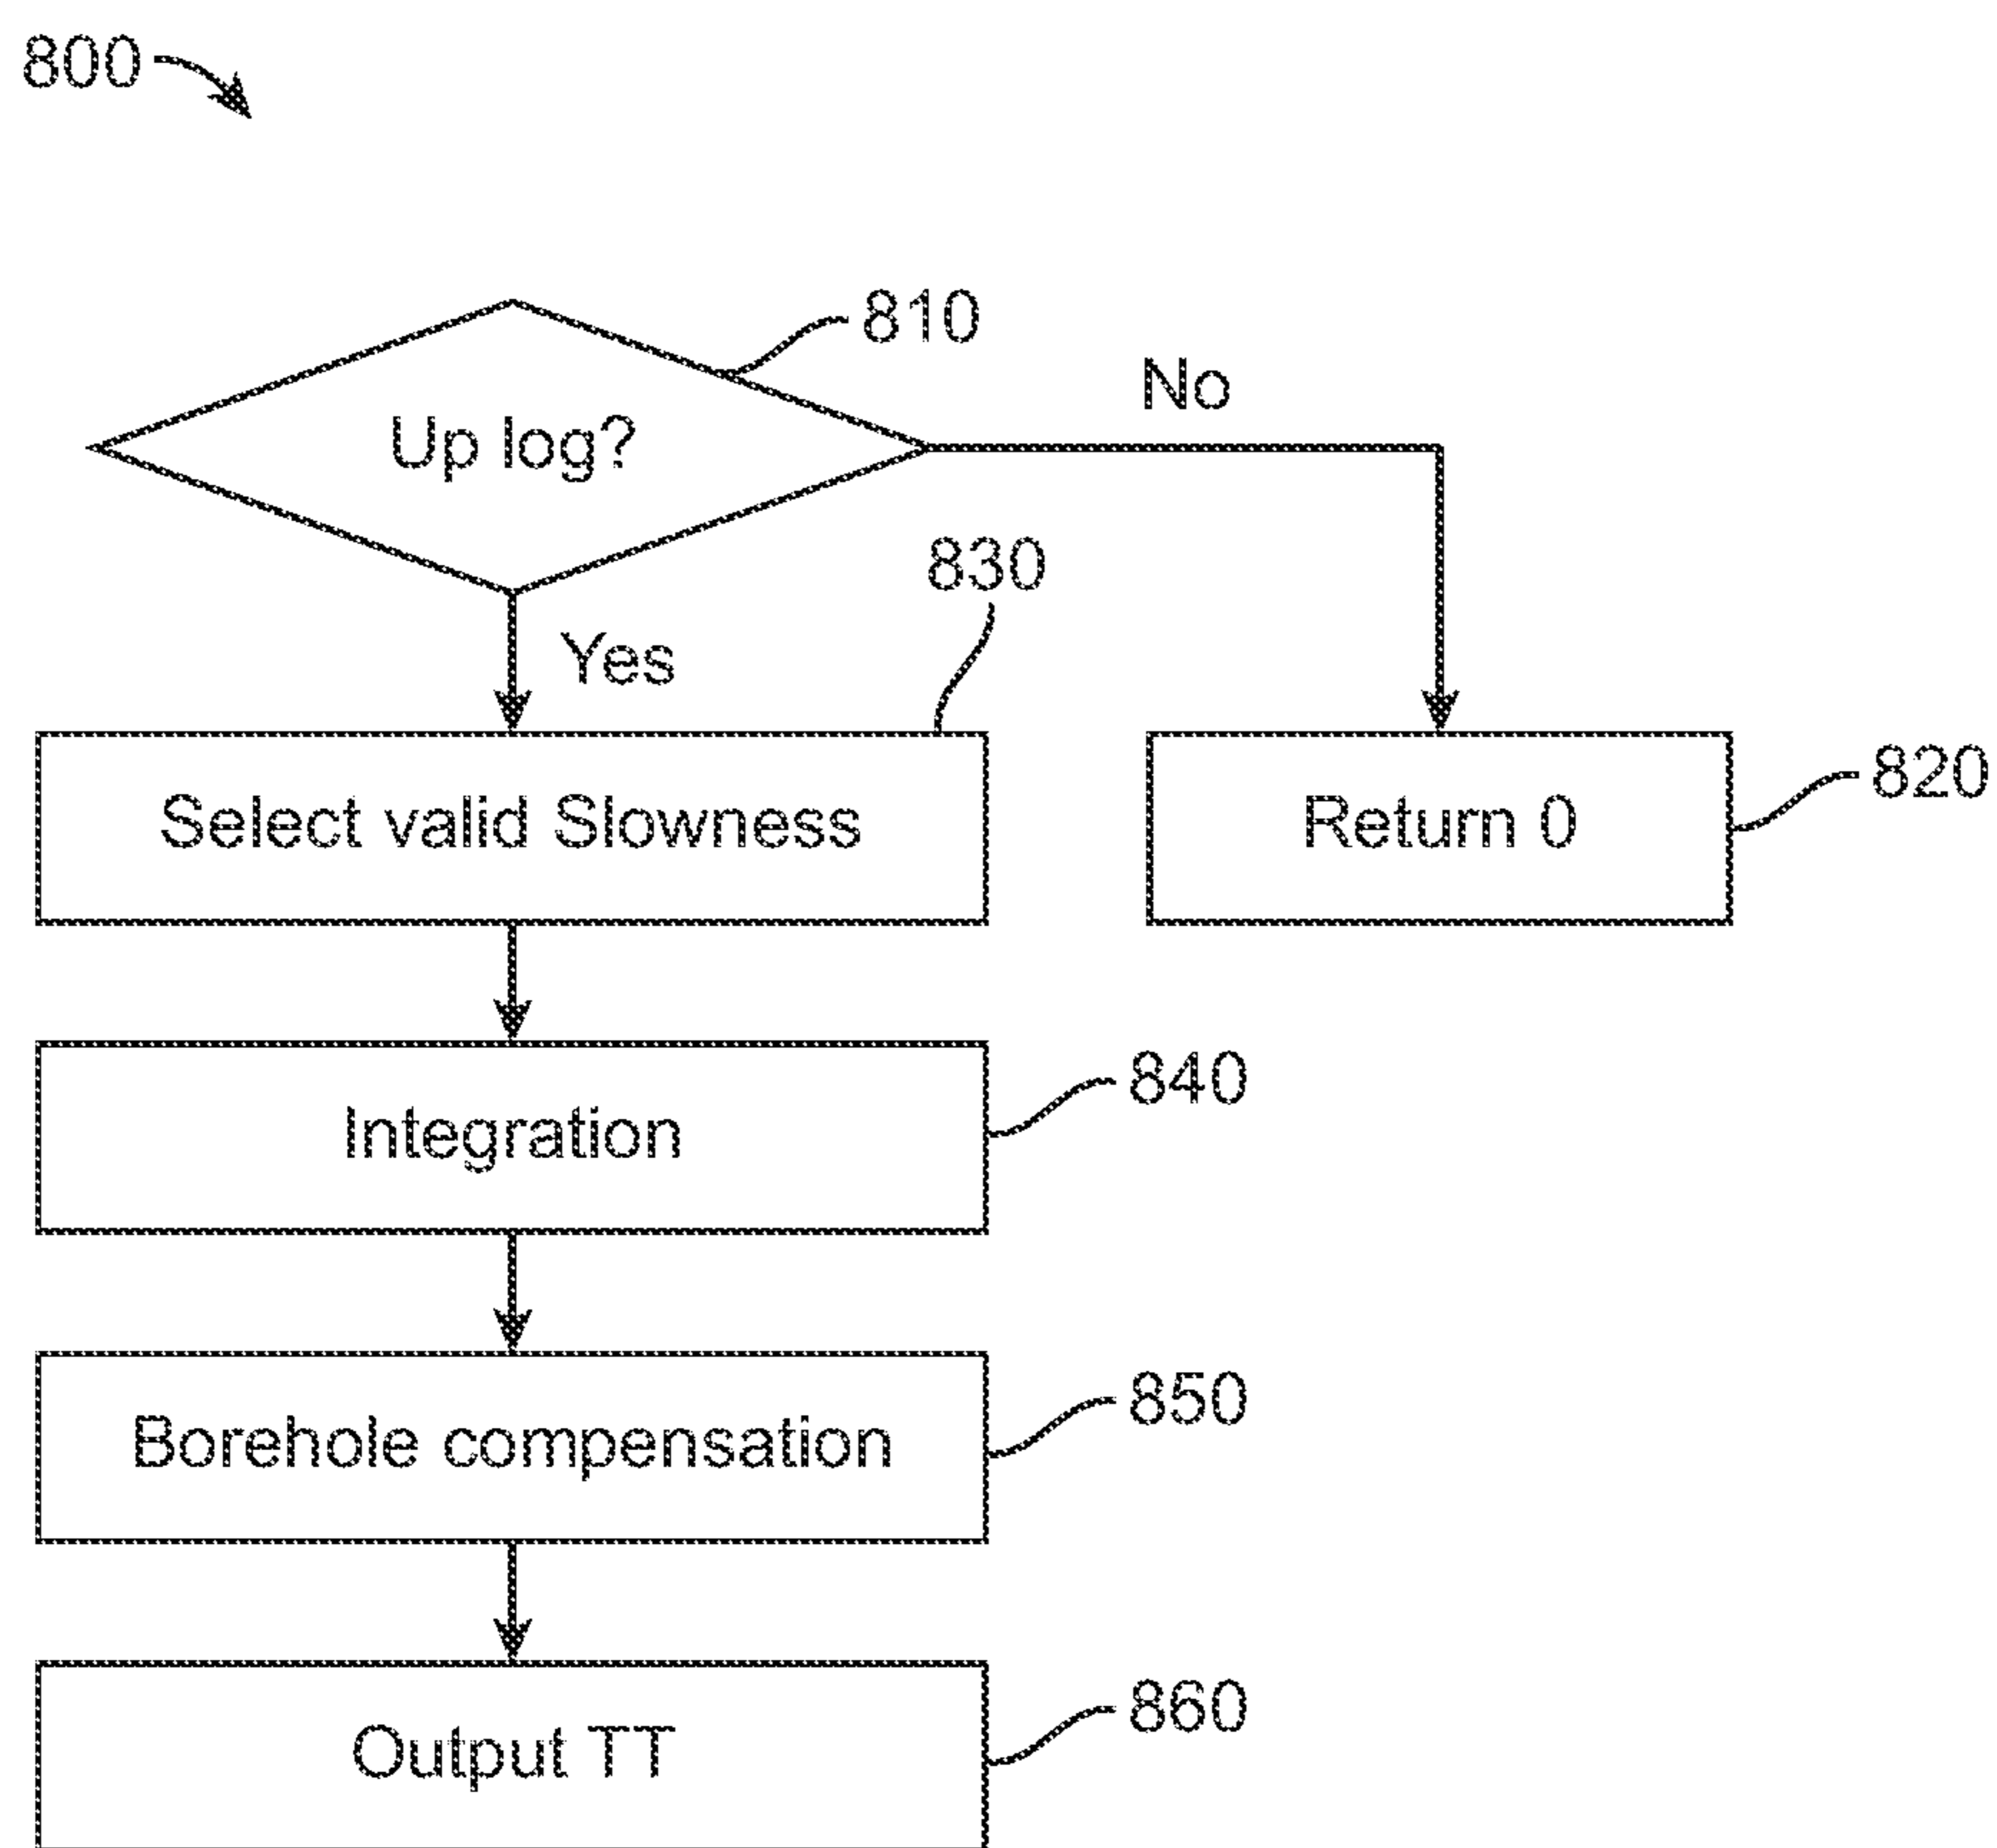 800
810
Up log?
No
830
Yes
Select valid Slowness
Return 0
820
Integration
840
Borehole compensation
850
Output TT
860